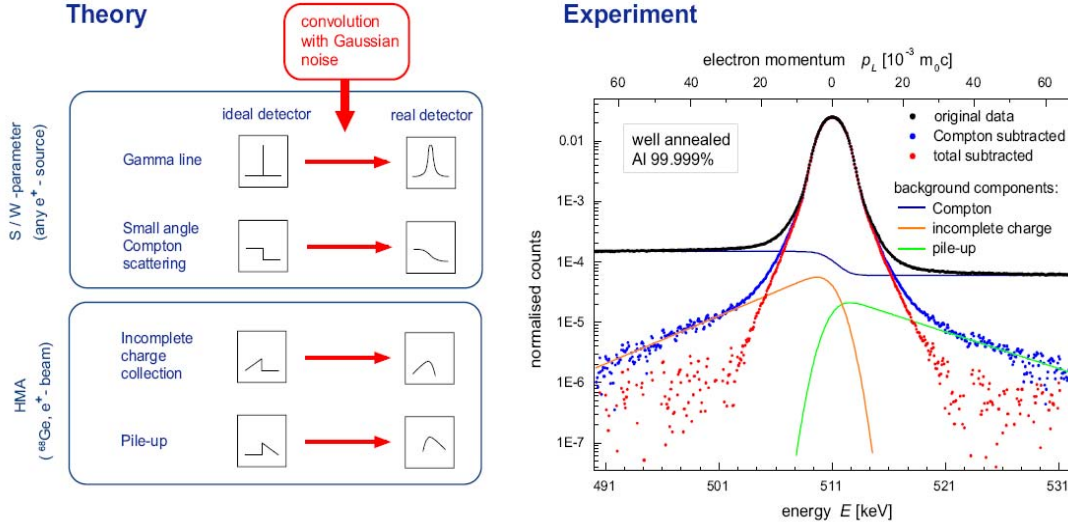 Theory
convolution
with Gaussian
noise
ideal detector
real detector
Gamma line
Small angle
Compton
scattering
S / W -parameter
(any e⁺ - source)
Incomplete
charge
collection
Pile-up
HMA
( ⁶⁸Ge, e⁺- beam)
Experiment
electron momentum p_L [10⁻³ m₀c]
60 40 20 0 20 40 60
well annealed
Al 99.999%
original data
Compton subtracted
total subtracted
background components:
Compton
incomplete charge
pile-up
normalised counts
0.01
1E-3
1E-4
1E-5
1E-6
1E-7
491 501 511 521 531
energy E [keV]